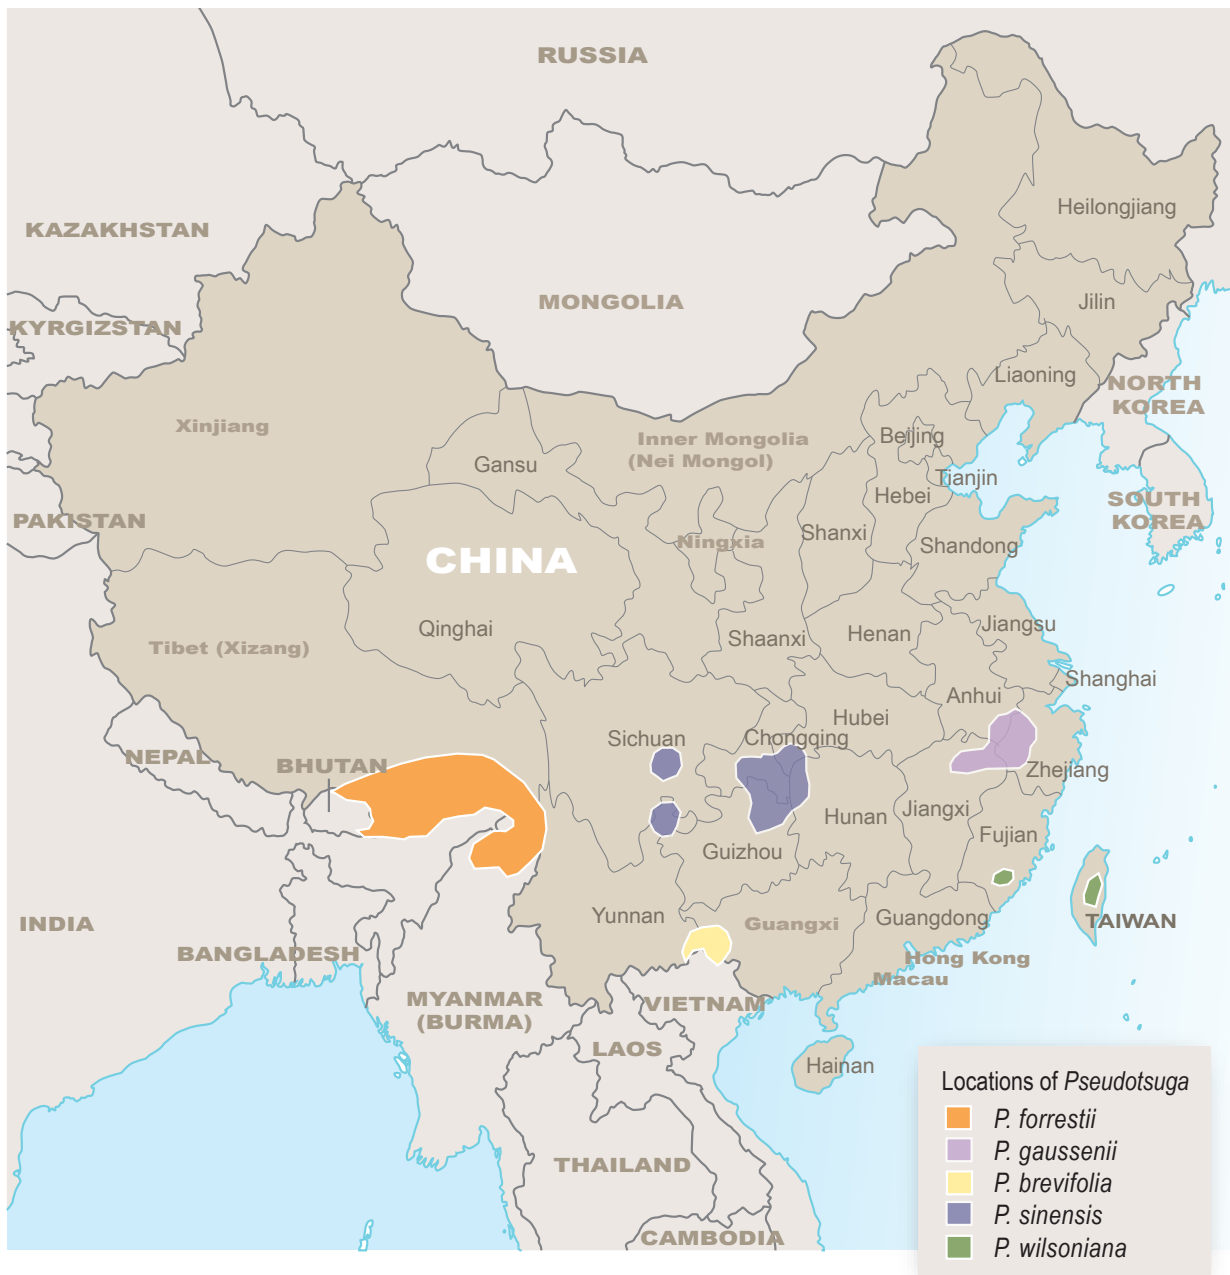 RUSSIA
Heilongjiang
KAZAKHSTAN
MONGOLIA
Jilin
KYRGIZSTAN
Liaoning
NORTH
KOREA
Xinjiang
Inner Mongolia
(Nei Mongol)
Beijing
Gansu
Tianjin
Hebei
PAKISTAN
SOUTH
KOREA
Ningxia
Shanxi
Shandong
CHINA
Qinghai
Tibet (Xizang)
Shaanxi
Henan
Jiangsu
Shanghai
Anhui
Hubei
Sichuan
Chongqing
NEPAL
BHUTAN
Zhejiang
Jiangxi
Hunan
Fujian
Guizhou
INDIA
Yunnan
Guangxi
Guangdong
TAIWAN
BANGLADESH
Hong Kong
Macau
MYANMAR
(BURMA)
VIETNAM
LAOS
Hainan
THAILAND
CAMBODIA
Locations of Pseudotsuga
P. forrestii
P. gaussenii
P. brevifolia
P. sinensis
P. wilsoniana